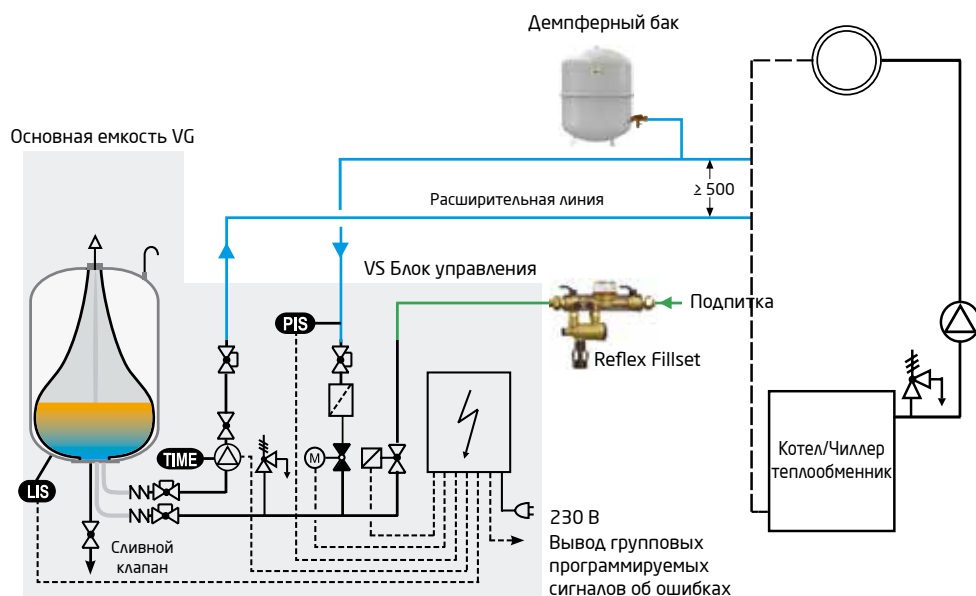 Демпферный бак
Основная емкость VG
≥ 500
Расширительная линия
VS Блок управления
PIS
Подпитка
Reflex Fillset
TIME
M
LIS
Котел/Чиллер
теплообменник
Сливной
клапан
230 В
Вывод групповых
программируемых
сигналов об ошибках